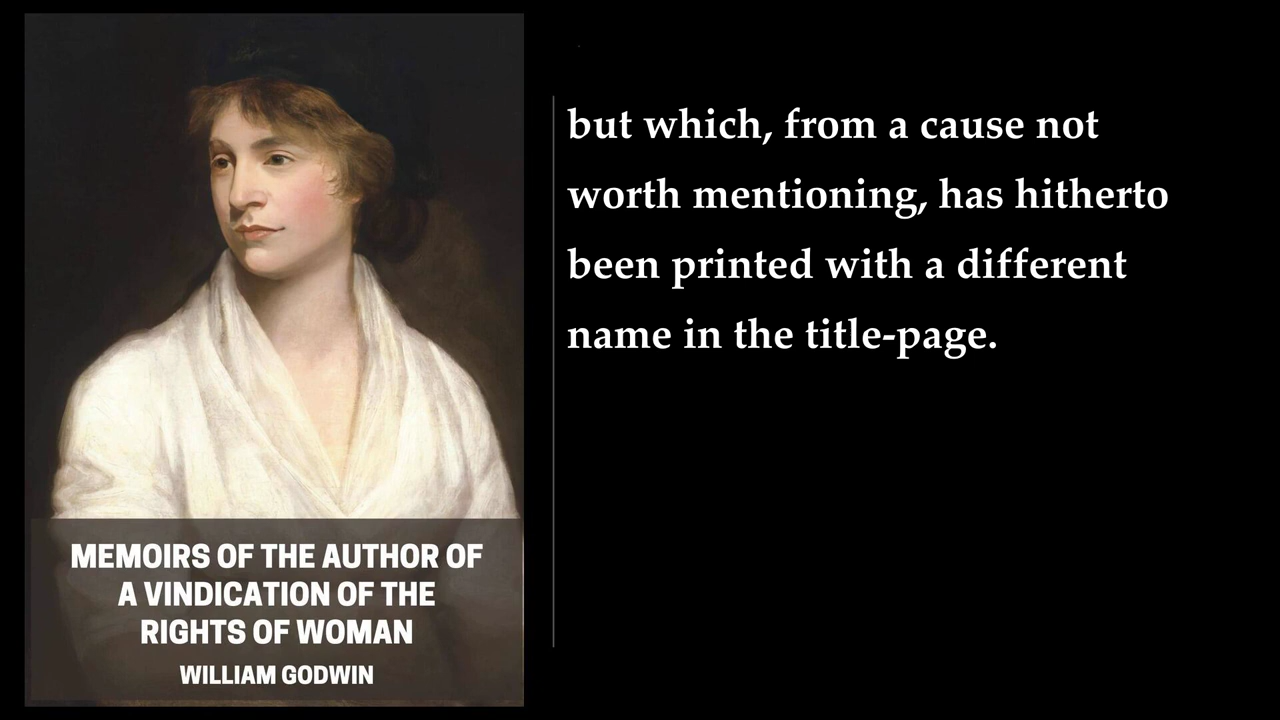 MEMOIRS OF THE AUTHOR OF
A VINDICATION OF THE
RIGHTS OF WOMAN
WILLIAM GODWIN
but which, from a cause not
worth mentioning, has hitherto
been printed with a different
name in the title-page.